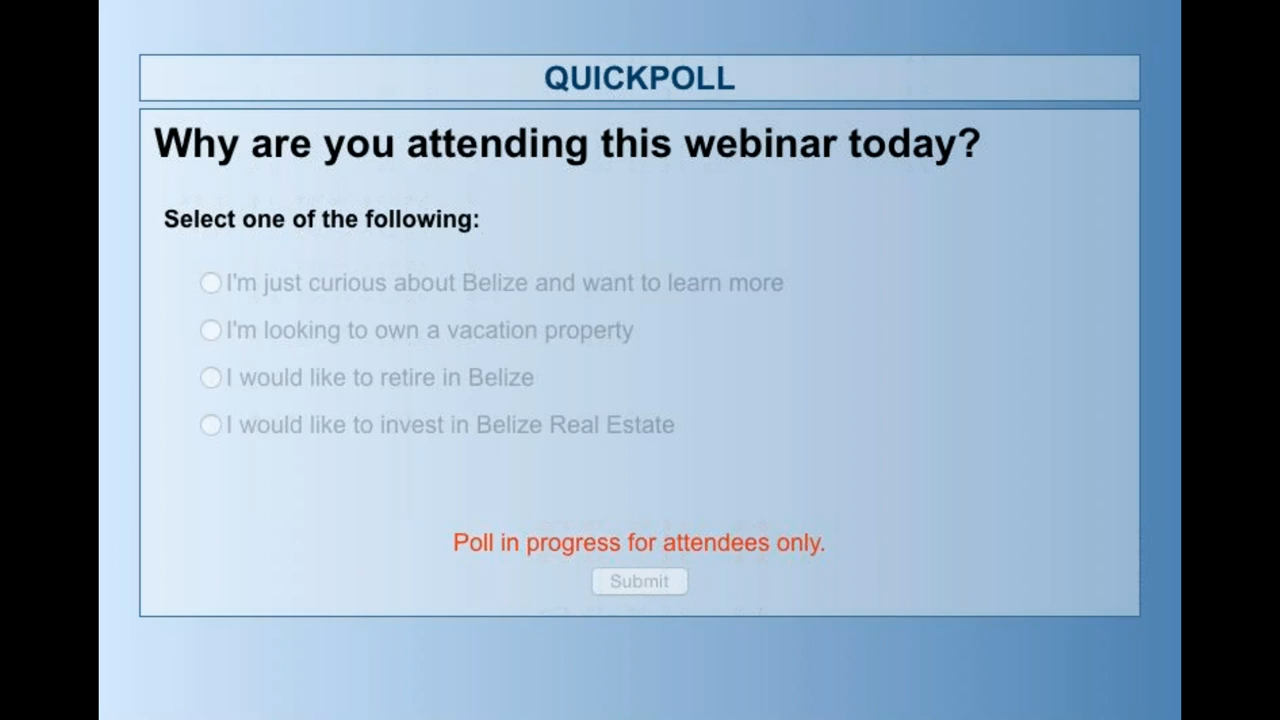 QUICKPOLL
Why are you attending this webinar today?
Select one of the following:
I'm just curious about Belize and want to learn more
I'm looking to own a vacation property
I would like to retire in Belize
I would like to invest in Belize Real Estate
Poll in progress for attendees only.
Submit